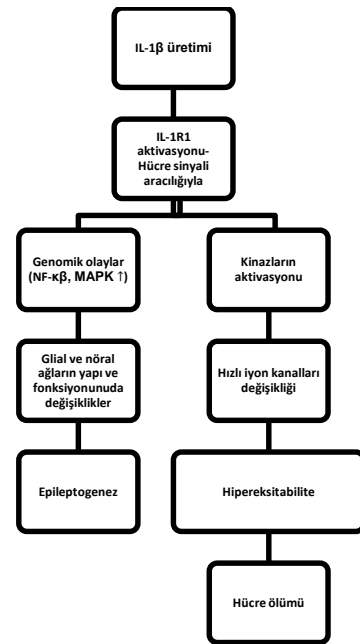 IL-1β üretimi
IL-1R1
aktivasyonu-
Hücre sinyali
aracılığıyla
Genomik olaylar
(NF-κβ, MAPK ↑)
Kinazların
aktivasyonu
Glial ve nöral
ağların yapı ve
fonksiyonunuda
değişiklikler
Hızlı iyon kanalları
değişikliği
Epileptogenez
Hipereksitabilite
Hücre ölümü